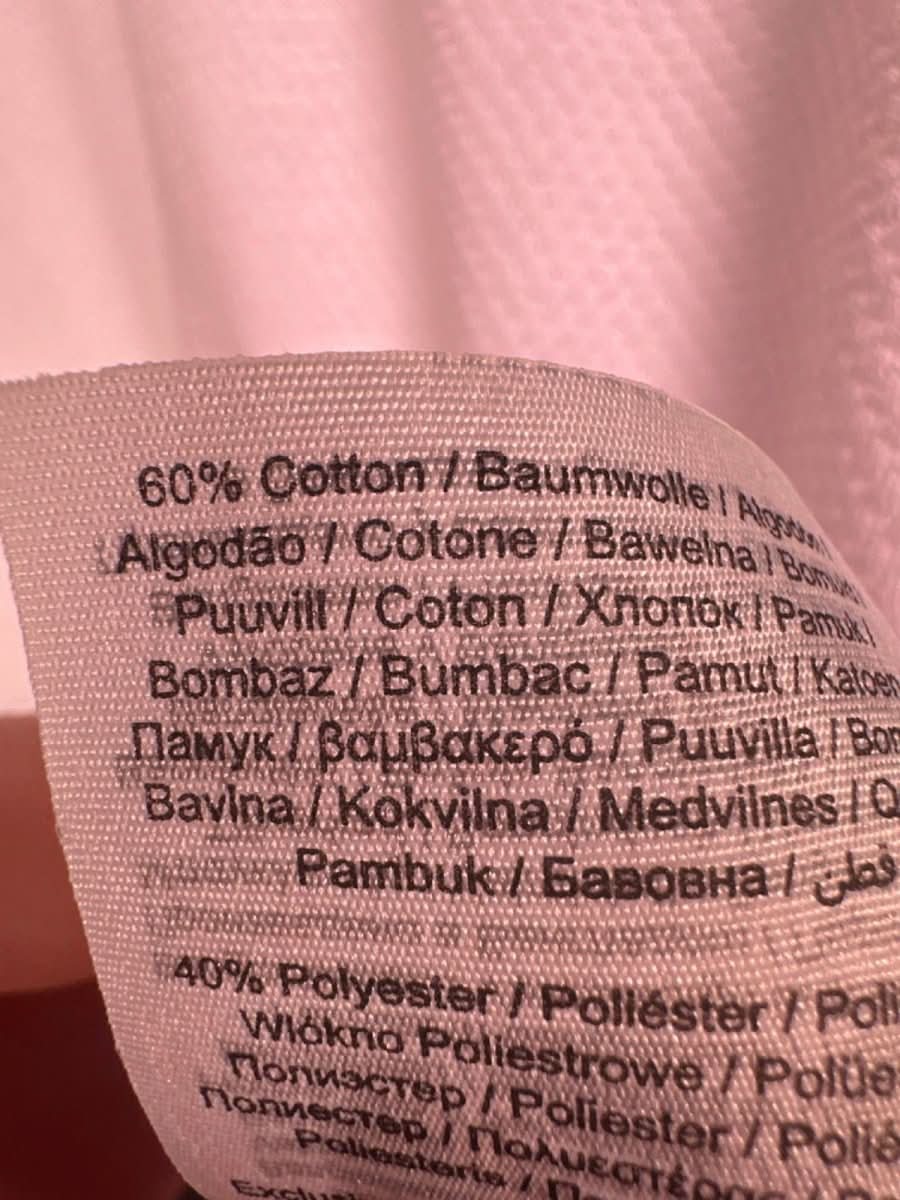 60% Cotton / Baumwolle /
Algodão / Cotone / Bawełna /
Puuvill / Coton / Хлопок / Pamuk /
Bombaz / Bumbac / Pamut / Katoen
Памук / βαμβακερό / Puuvilla /
Bavlna / Kokvilna / Medvilnes /
Pambuk / Бавовна / قطن
40% Polyester / Poliéster /
Włókno Poliestrowe /
Полиэстер / Poliester /
Полиестер /